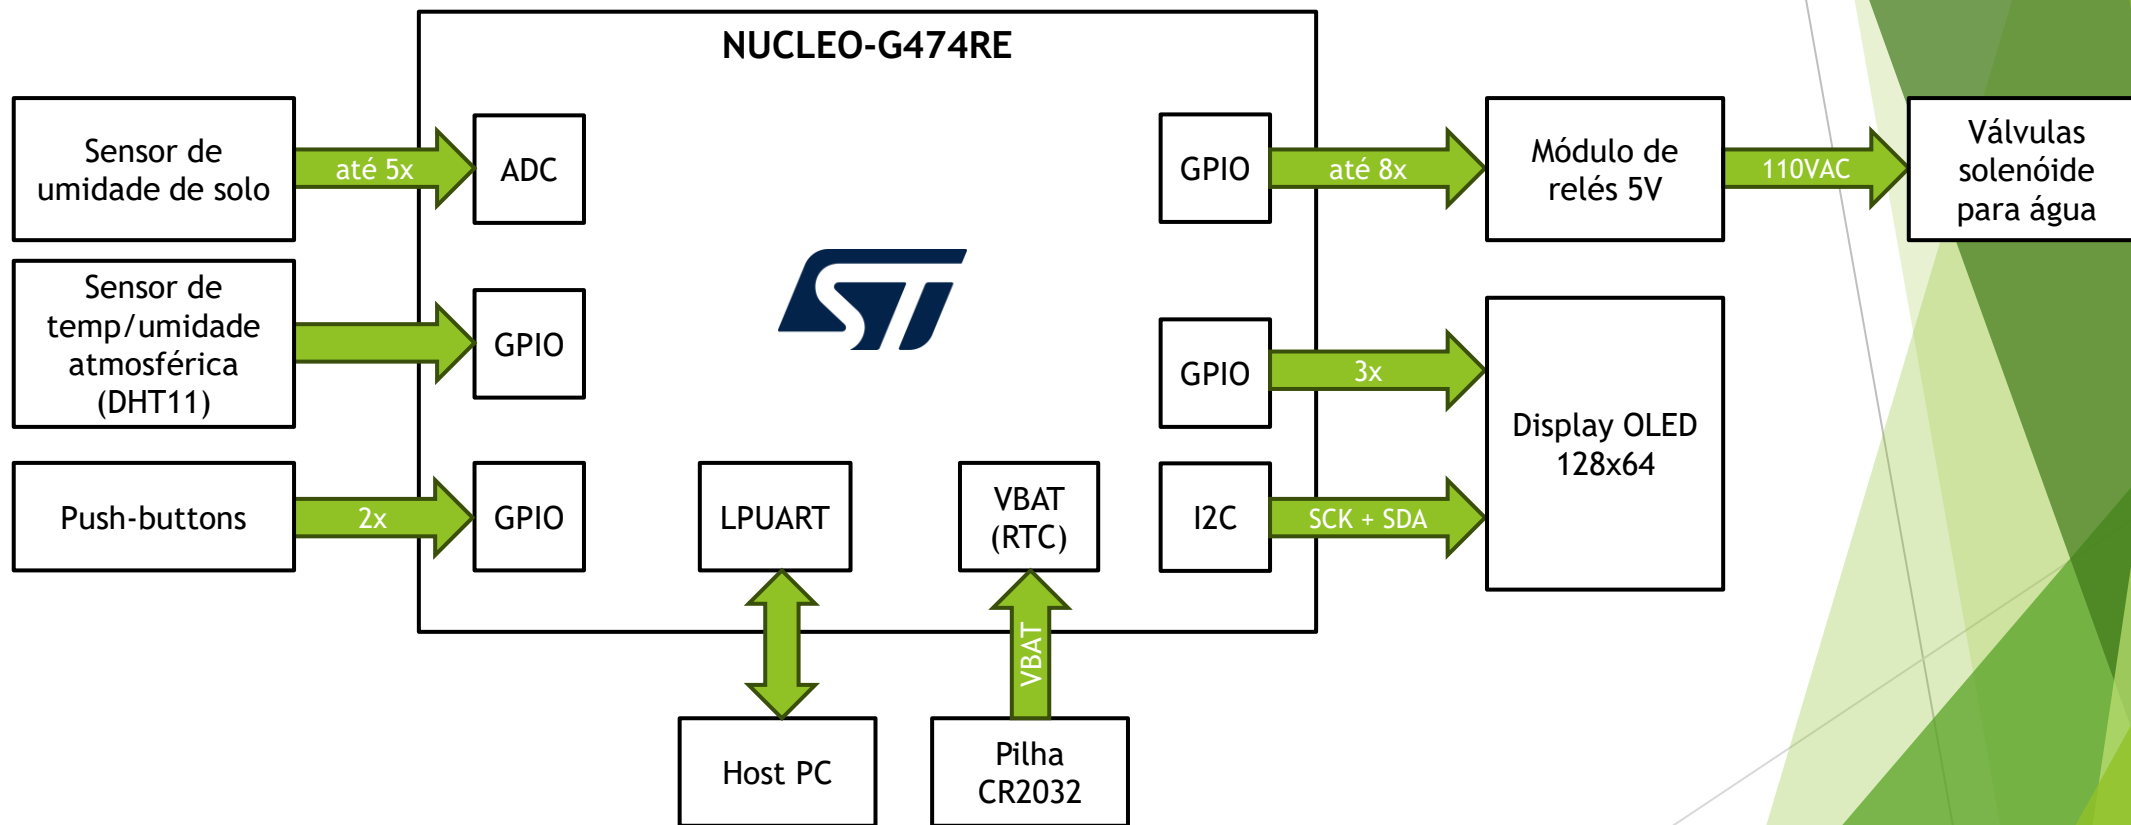 NUCLEO-G474RE
Sensor de
umidade de solo
até 5x
ADC
Sensor de
temp/umidade
atmosférica
(DHT11)
GPIO
Push-buttons
2x
GPIO
ST
LPUART
VBAT
(RTC)
VBAT
Host PC
Pilha
CR2032
GPIO
até 8x
Módulo de
relés 5V
110VAC
Válvulas
solenóide
para água
GPIO
3x
I2C
SCK + SDA
Display OLED
128x64